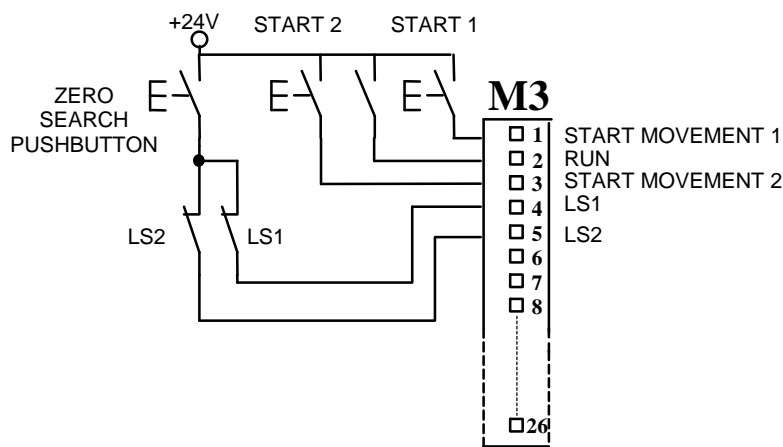 +24V
START 2
START 1
ZERO
SEARCH
PUSHBUTTON
M3
1 START MOVEMENT 1
2 RUN
3 START MOVEMENT 2
4 LS1
5 LS2
6
7
8
26
LS2
LS1